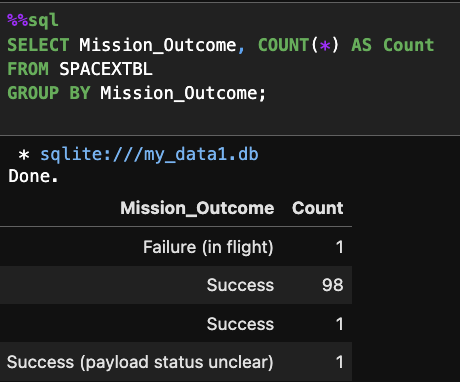 %%sql
SELECT Mission_Outcome, COUNT(*) AS Count
FROM SPACEXTBL
GROUP BY Mission_Outcome;
* sqlite:///my_data1.db
Done.
Mission_Outcome Count
Failure (in flight) 1
Success 98
Success 1
Success (payload status unclear) 1